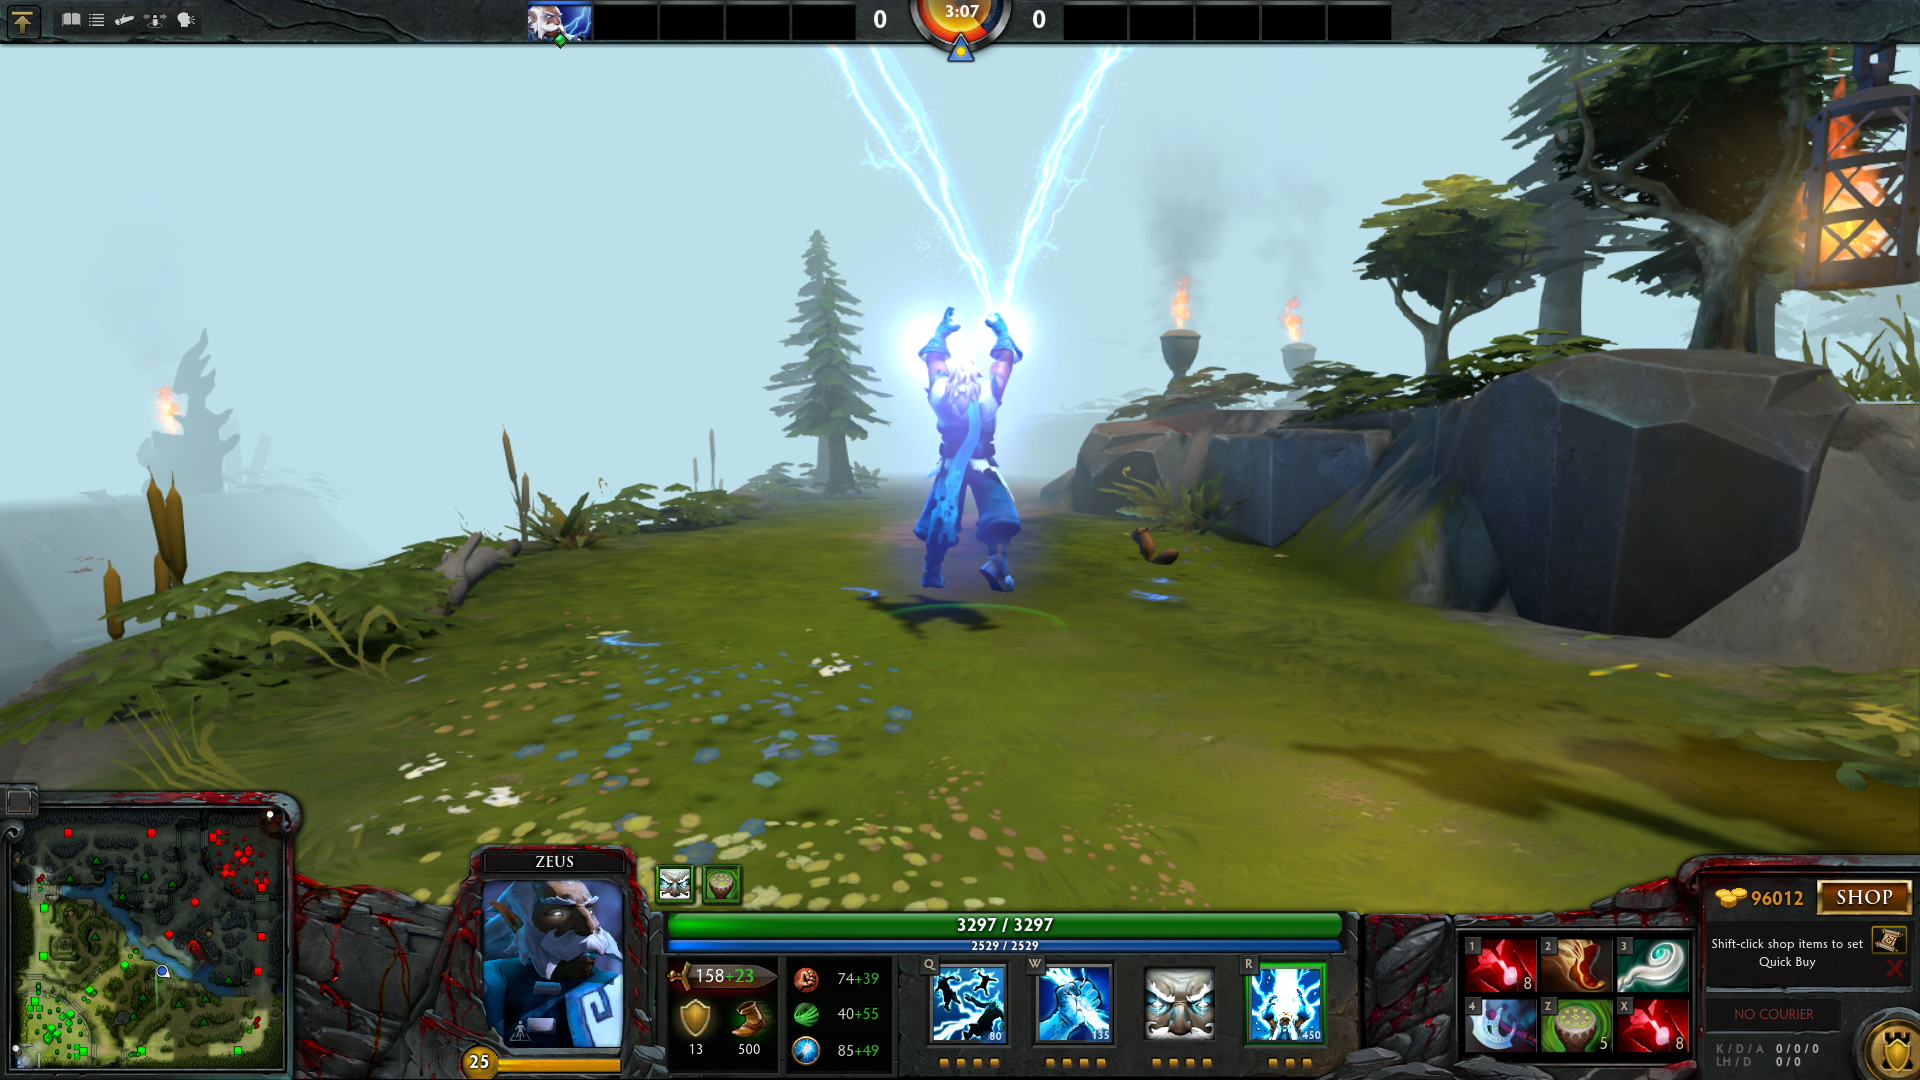 0
3:07
0
ZEUS
25
3297 / 3297
2529 / 2529
158+23
13
500
74+39
40+55
85+49
Q
80
W
135
R
450
1
8
2
3
4
Z
5
X
8
96012
SHOP
Shift-click shop items to set
Quick Buy
NO COURIER
K / D / A 0 / 0 / 0
LH / D 0 / 0